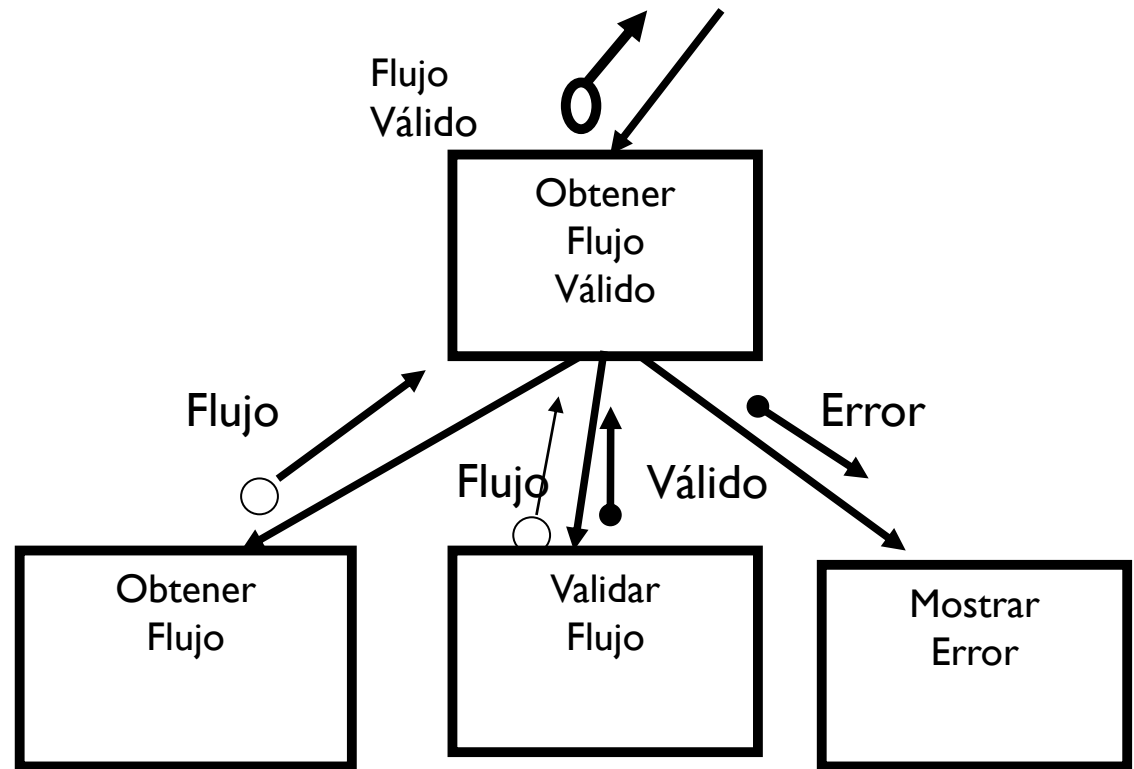 Flujo
Válido
Obtener
Flujo
Válido
Flujo
Flujo
Válido
Error
Obtener
Flujo
Validar
Flujo
Mostrar
Error